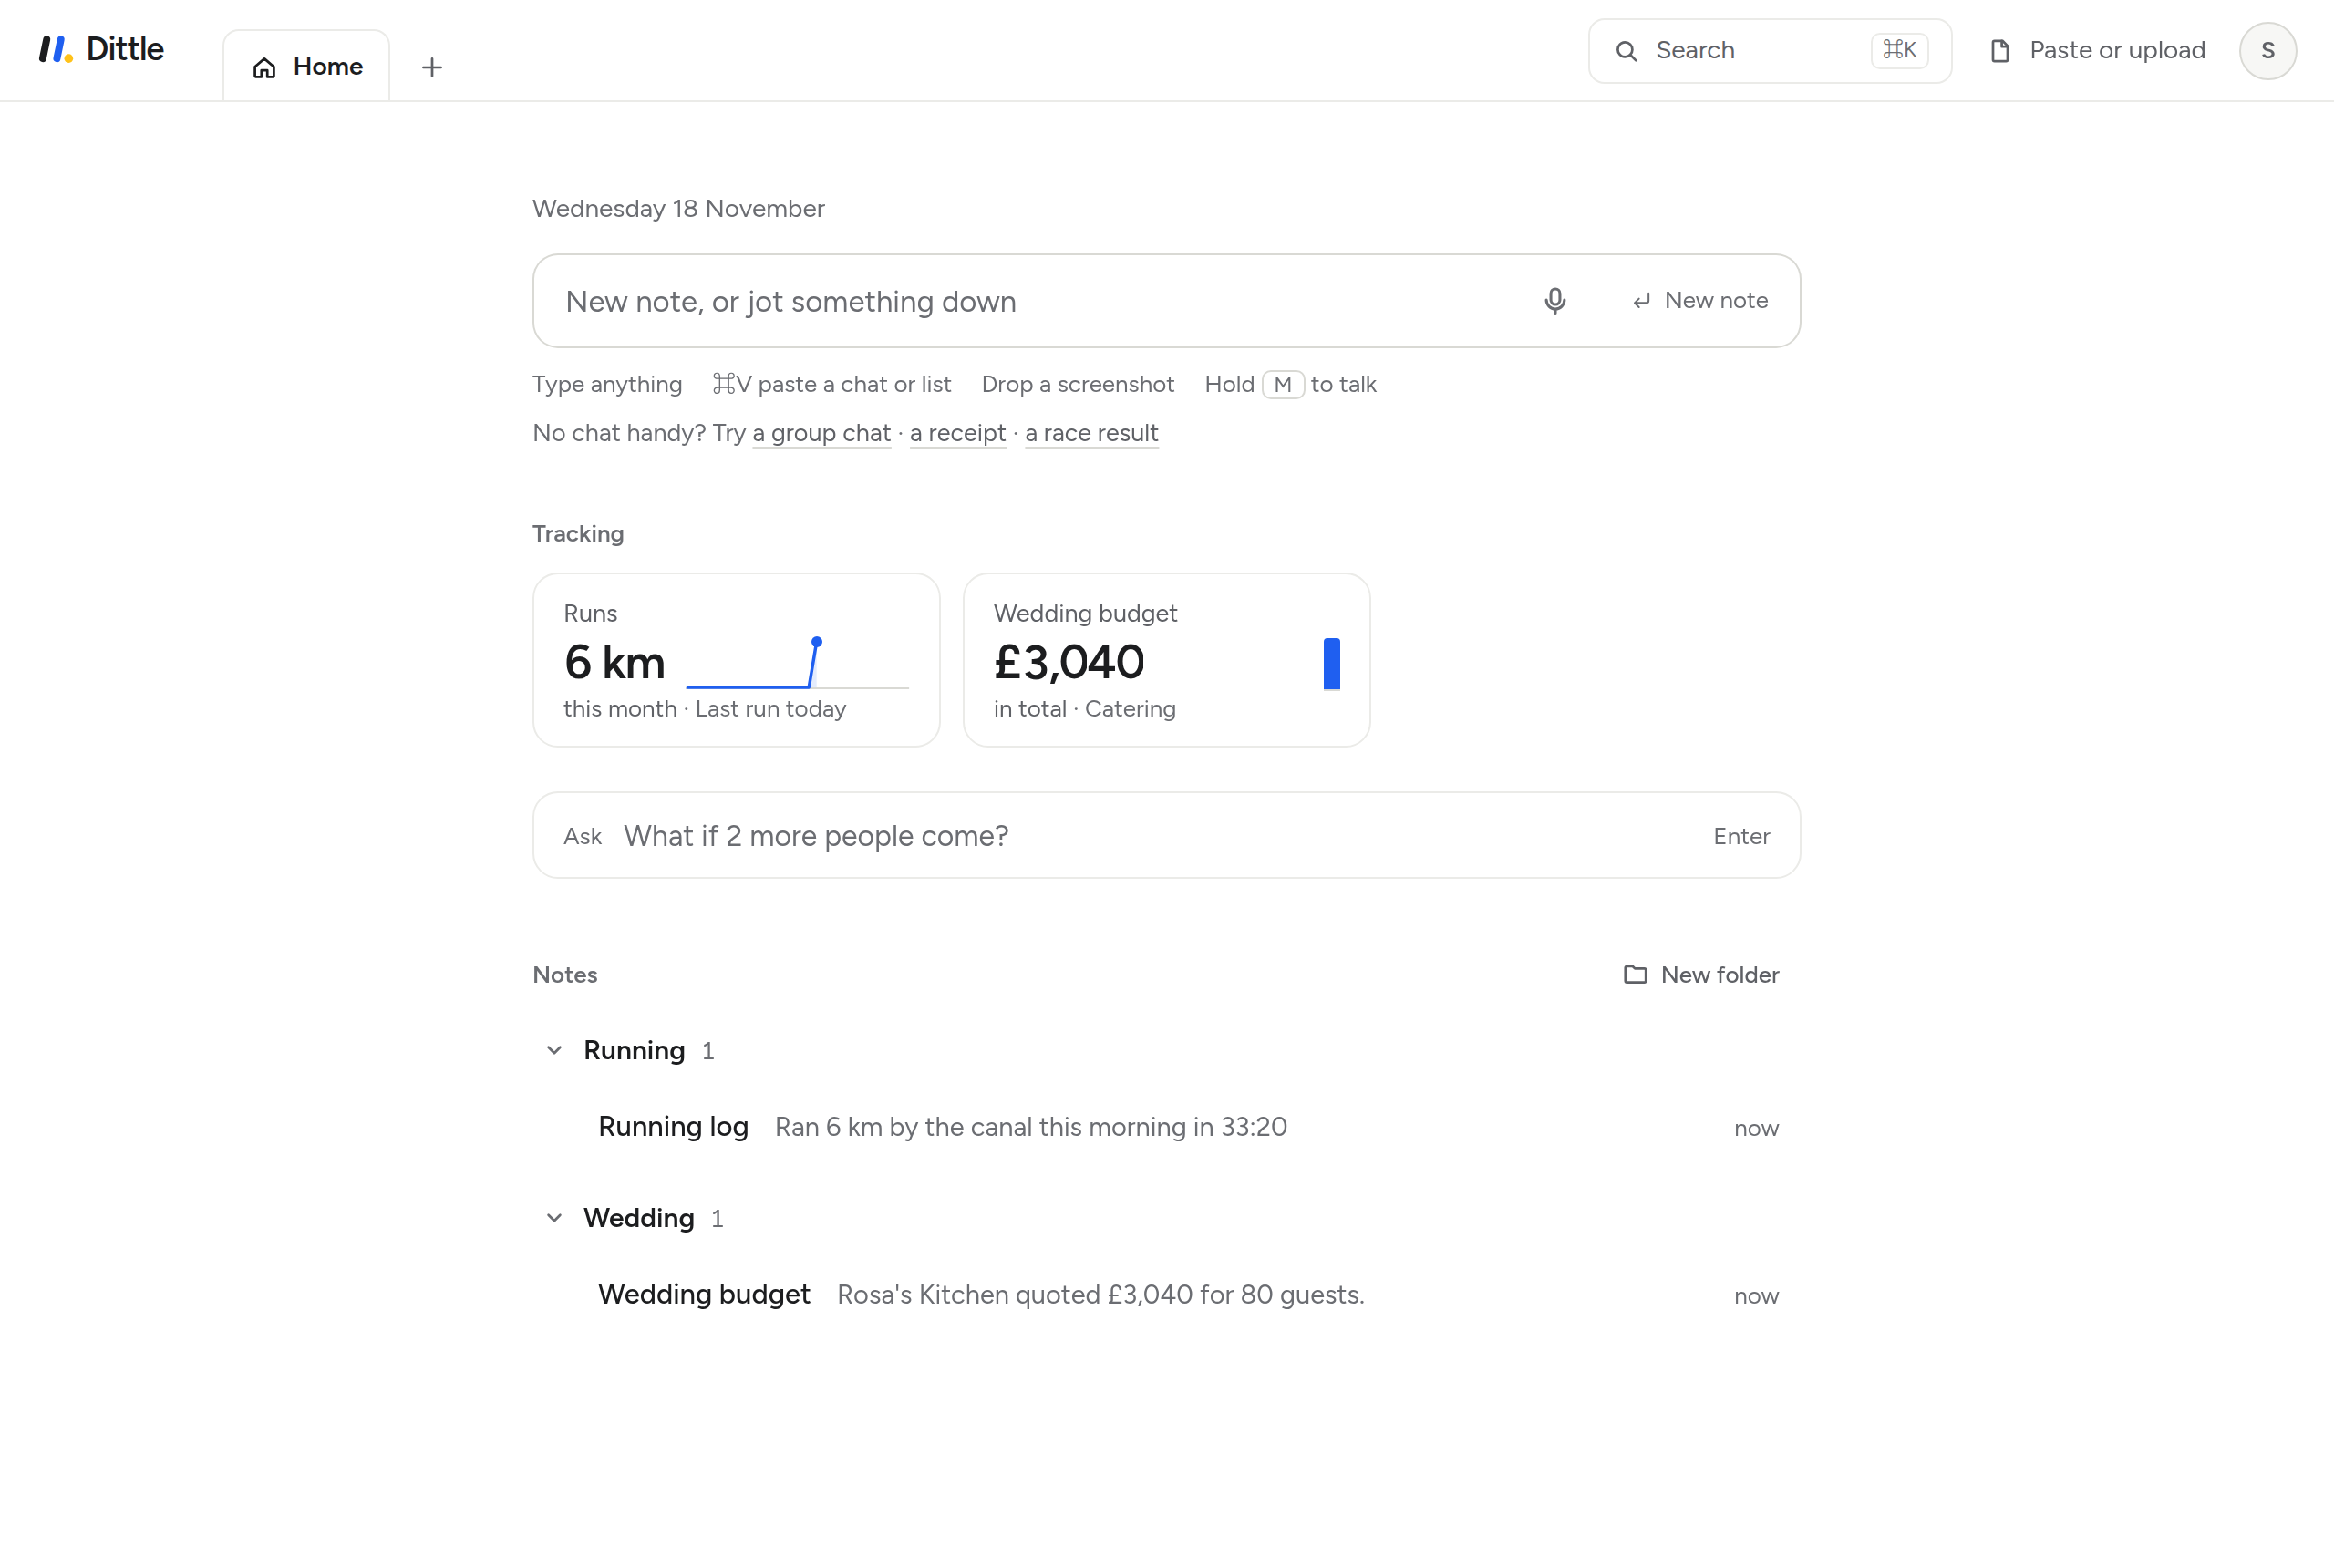 Dittle
Home
Search ⌘K
Paste or upload
S
Wednesday 18 November
New note, or jot something down
New note
Type anything ⌘V paste a chat or list Drop a screenshot Hold M to talk
No chat handy? Try a group chat · a receipt · a race result
Tracking
Runs
6 km
this month · Last run today
Wedding budget
£3,040
in total · Catering
Ask What if 2 more people come? Enter
Notes
New folder
Running 1
Running log Ran 6 km by the canal this morning in 33:20 now
Wedding 1
Wedding budget Rosa's Kitchen quoted £3,040 for 80 guests. now